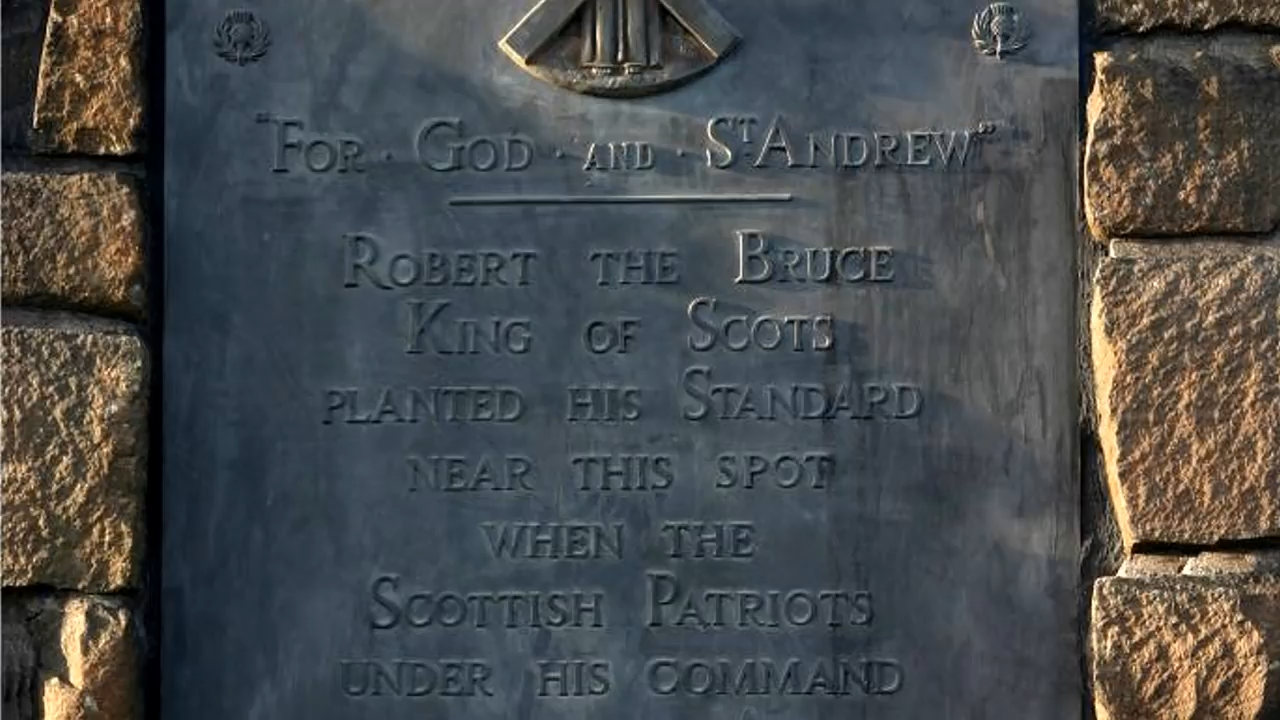 "FOR · GOD · AND · ST ANDREW"
ROBERT THE BRUCE
KING OF SCOTS
PLANTED HIS STANDARD
NEAR THIS SPOT
WHEN THE
SCOTTISH PATRIOTS
UNDER HIS COMMAND